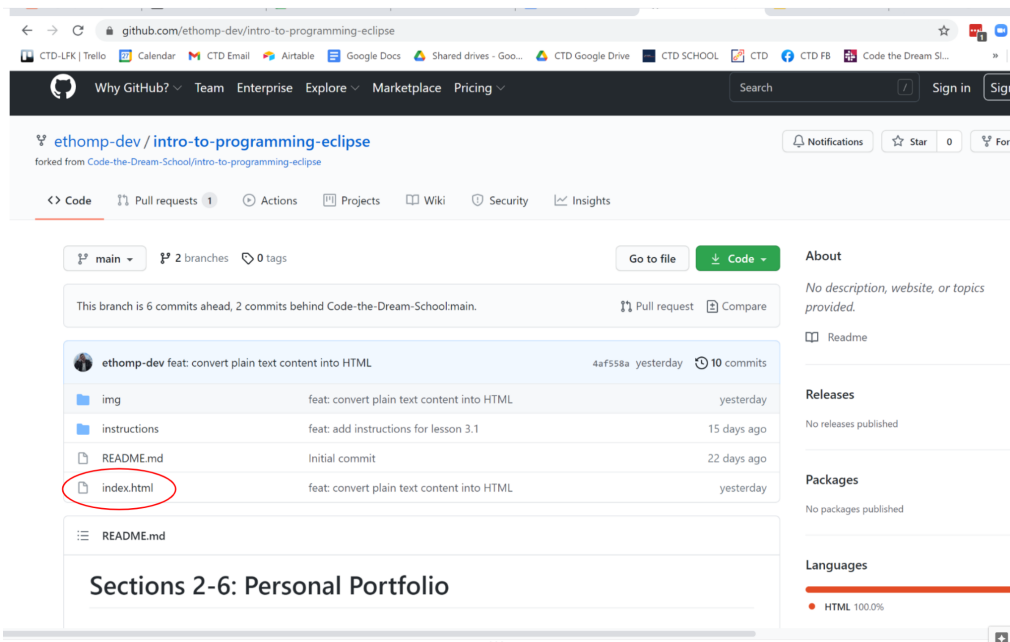 github.com/ethomp-dev/intro-to-programming-eclipse
1
CTD-LFK | Trello Calendar CTD Email Airtable Google Docs Shared drives - Goo... CTD Google Drive CTD SCHOOL CTD CTD FB Code the Dream Sl... »
Why GitHub? Team Enterprise Explore Marketplace Pricing Search / Sign in Sig
ethomp-dev / intro-to-programming-eclipse Notifications Star 0 For
forked from Code-the-Dream-School/intro-to-programming-eclipse
<> Code Pull requests 1 Actions Projects Wiki Security Insights
main 2 branches 0 tags Go to file Code
This branch is 6 commits ahead, 2 commits behind Code-the-Dream-School:main. Pull request Compare
ethomp-dev feat: convert plain text content into HTML 4af558a yesterday 10 commits
img feat: convert plain text content into HTML yesterday
instructions feat: add instructions for lesson 3.1 15 days ago
README.md Initial commit 22 days ago
index.html feat: convert plain text content into HTML yesterday
README.md
Sections 2-6: Personal Portfolio
About
No description, website, or topics
provided.
Readme
Releases
No releases published
Packages
No packages published
Languages
HTML 100.0%